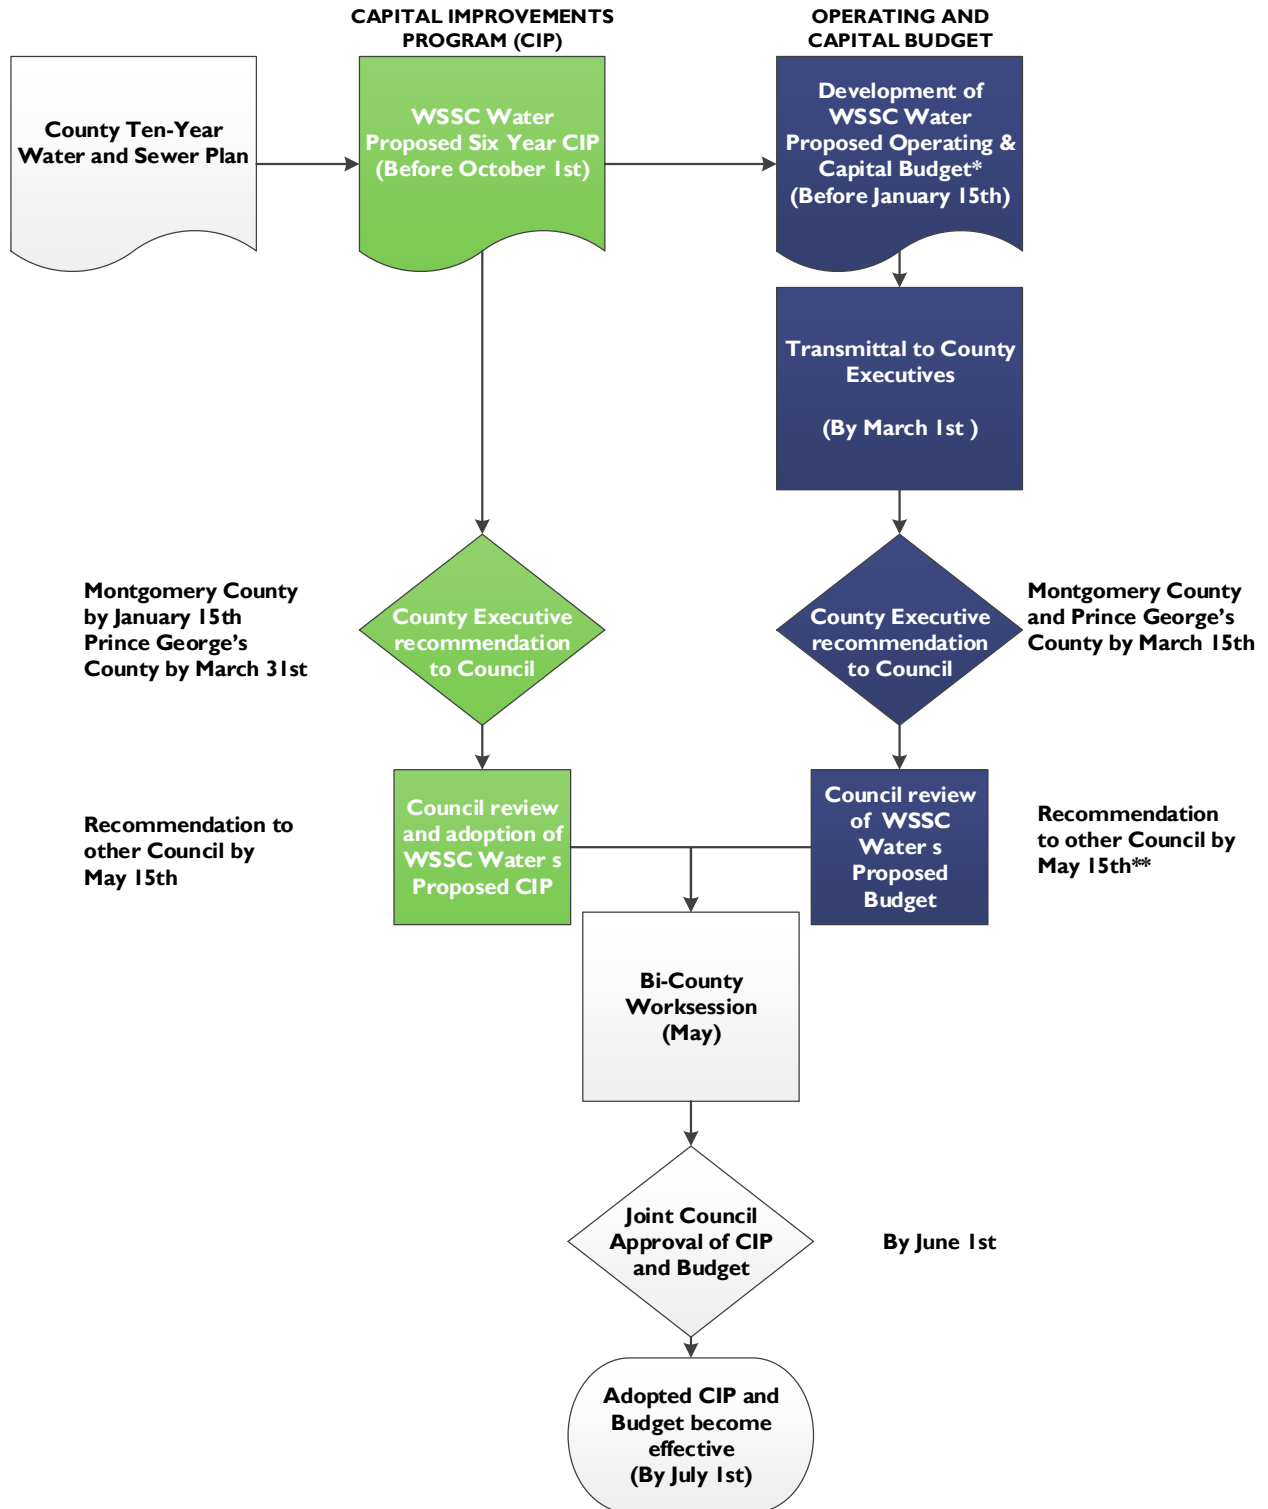 CAPITAL IMPROVEMENTS
PROGRAM (CIP)
OPERATING AND
CAPITAL BUDGET
County Ten-Year
Water and Sewer Plan
WSSC Water
Proposed Six Year CIP
(Before October 1st)
Development of
WSSC Water
Proposed Operating &
Capital Budget*
(Before January 15th)
Transmittal to County
Executives
(By March 1st )
Montgomery County
by January 15th
Prince George's
County by March 31st
County Executive
recommendation
to Council
County Executive
recommendation
to Council
Montgomery County
and Prince George's
County by March 15th
Recommendation to
other Council by
May 15th
Council review
and adoption of
WSSC Water s
Proposed CIP
Council review
of WSSC
Water s
Proposed
Budget
Recommendation
to other Council by
May 15th**
Bi-County
Worksession
(May)
Joint Council
Approval of CIP
and Budget
By June 1st
Adopted CIP and
Budget become
effective
(By July 1st)